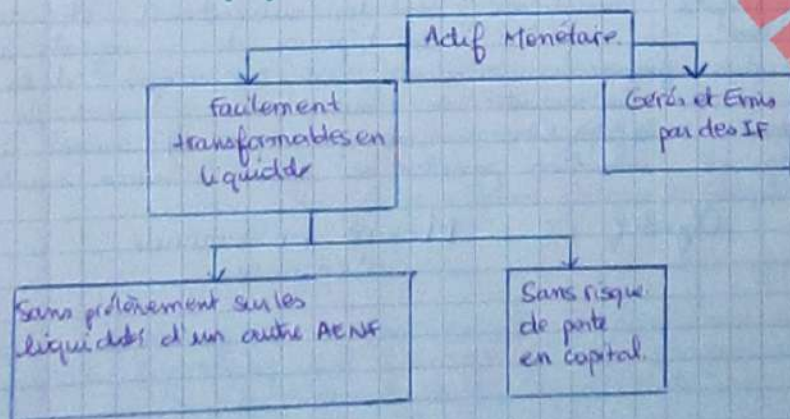 Actif Monétaire.
Facilement
transformables en
liquidité
Gérés et Emis
par des IF
Sans prélèvement sur les
liquidités d'un autre AENF
Sans risque
de perte
en capital.